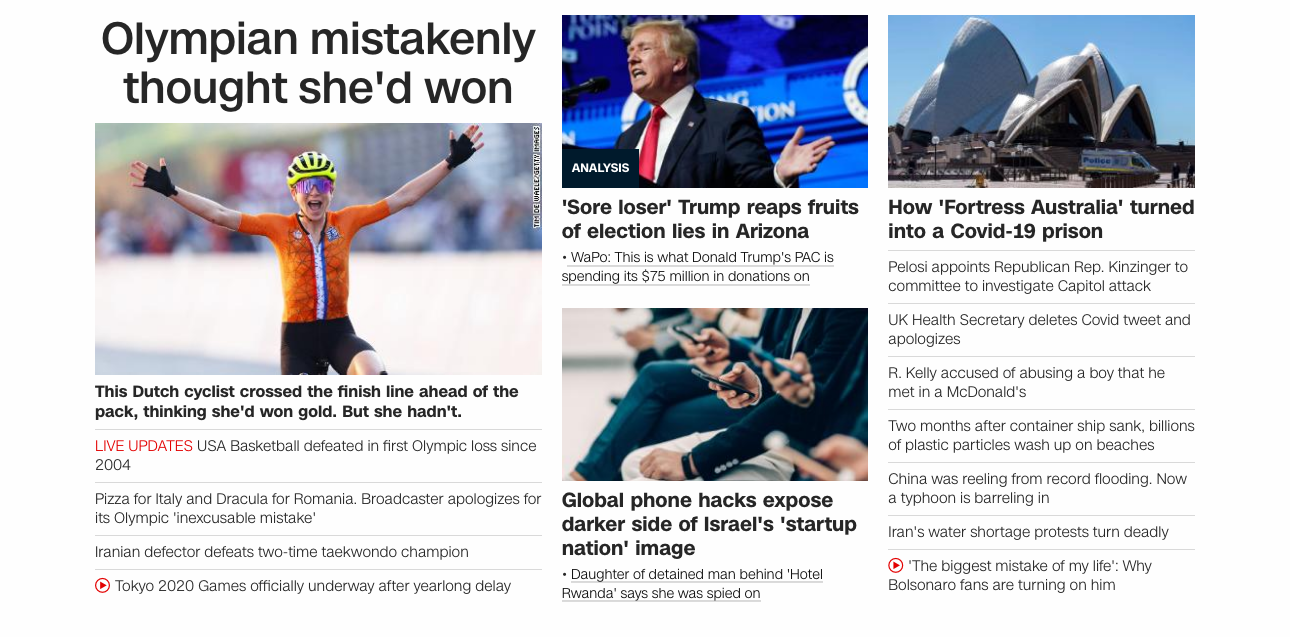 Olympian mistakenly
thought she'd won
TIM DE WAELE/GETTY IMAGES
This Dutch cyclist crossed the finish line ahead of the
pack, thinking she'd won gold. But she hadn't.
LIVE UPDATES USA Basketball defeated in first Olympic loss since
2004
Pizza for Italy and Dracula for Romania. Broadcaster apologizes for
its Olympic 'inexcusable mistake'
Iranian defector defeats two-time taekwondo champion
Tokyo 2020 Games officially underway after yearlong delay
POINT
ACTION
ANALYSIS
'Sore loser' Trump reaps fruits
of election lies in Arizona
• WaPo: This is what Donald Trump's PAC is
spending its $75 million in donations on
Global phone hacks expose
darker side of Israel's 'startup
nation' image
• Daughter of detained man behind 'Hotel
Rwanda' says she was spied on
Police
How 'Fortress Australia' turned
into a Covid-19 prison
Pelosi appoints Republican Rep. Kinzinger to
committee to investigate Capitol attack
UK Health Secretary deletes Covid tweet and
apologizes
R. Kelly accused of abusing a boy that he
met in a McDonald's
Two months after container ship sank, billions
of plastic particles wash up on beaches
China was reeling from record flooding. Now
a typhoon is barreling in
Iran's water shortage protests turn deadly
'The biggest mistake of my life': Why
Bolsonaro fans are turning on him